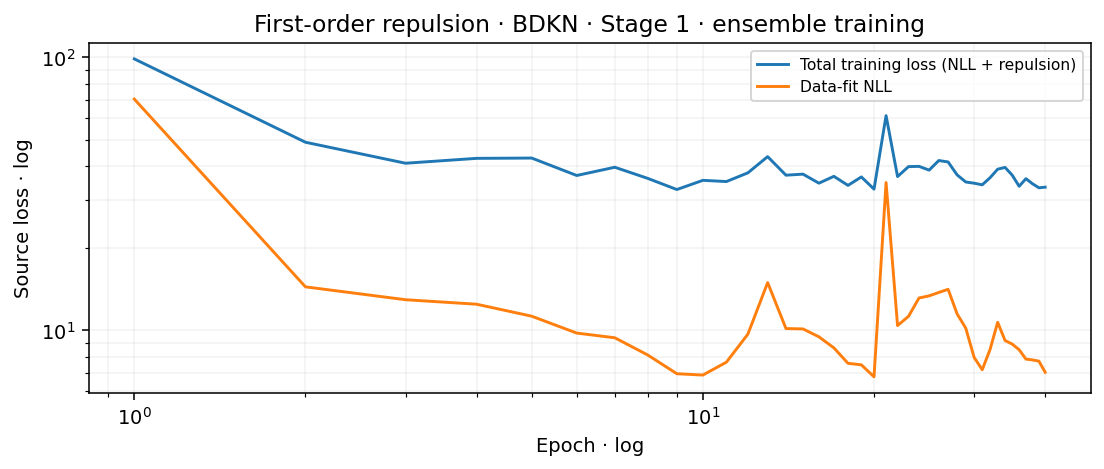 First-order repulsion · BDKN · Stage 1 · ensemble training
Total training loss (NLL + repulsion)
Data-fit NLL
Source loss · log
10²
10¹
10⁰
10¹
Epoch · log